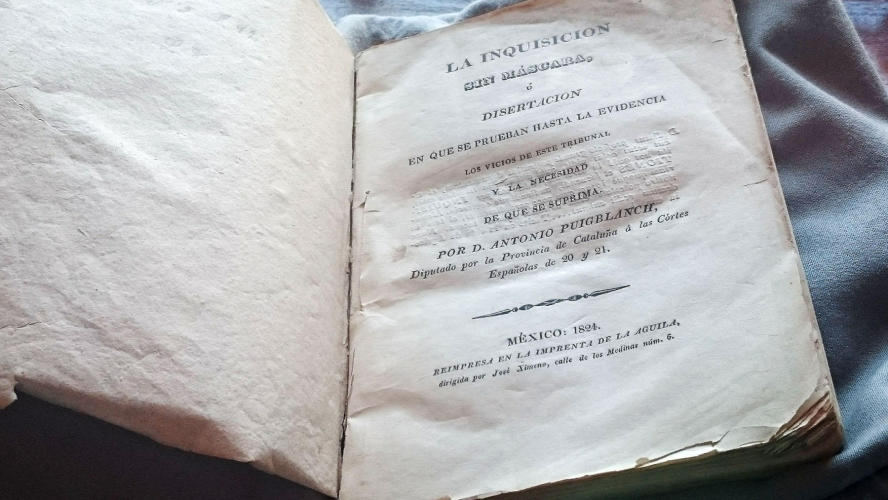 LA INQUISICION
SIN MÁSCARA,
ó
DISERTACION
EN QUE SE PRUEBAN HASTA LA EVIDENCIA
LOS VICIOS DE ESTE TRIBUNAL
Y LA NECESIDAD
DE QUE SE SUPRIMA.
POR D. ANTONIO PUIGBLANCH,
Diputado por la Provincia de Cataluña á las Córtes
Españolas de 20 y 21.
MÉXICO: 1824.
REIMPRESA EN LA IMPRENTA DE LA AGUILA,
dirigida por José Ximeno, calle de los Medinas núm. 6.